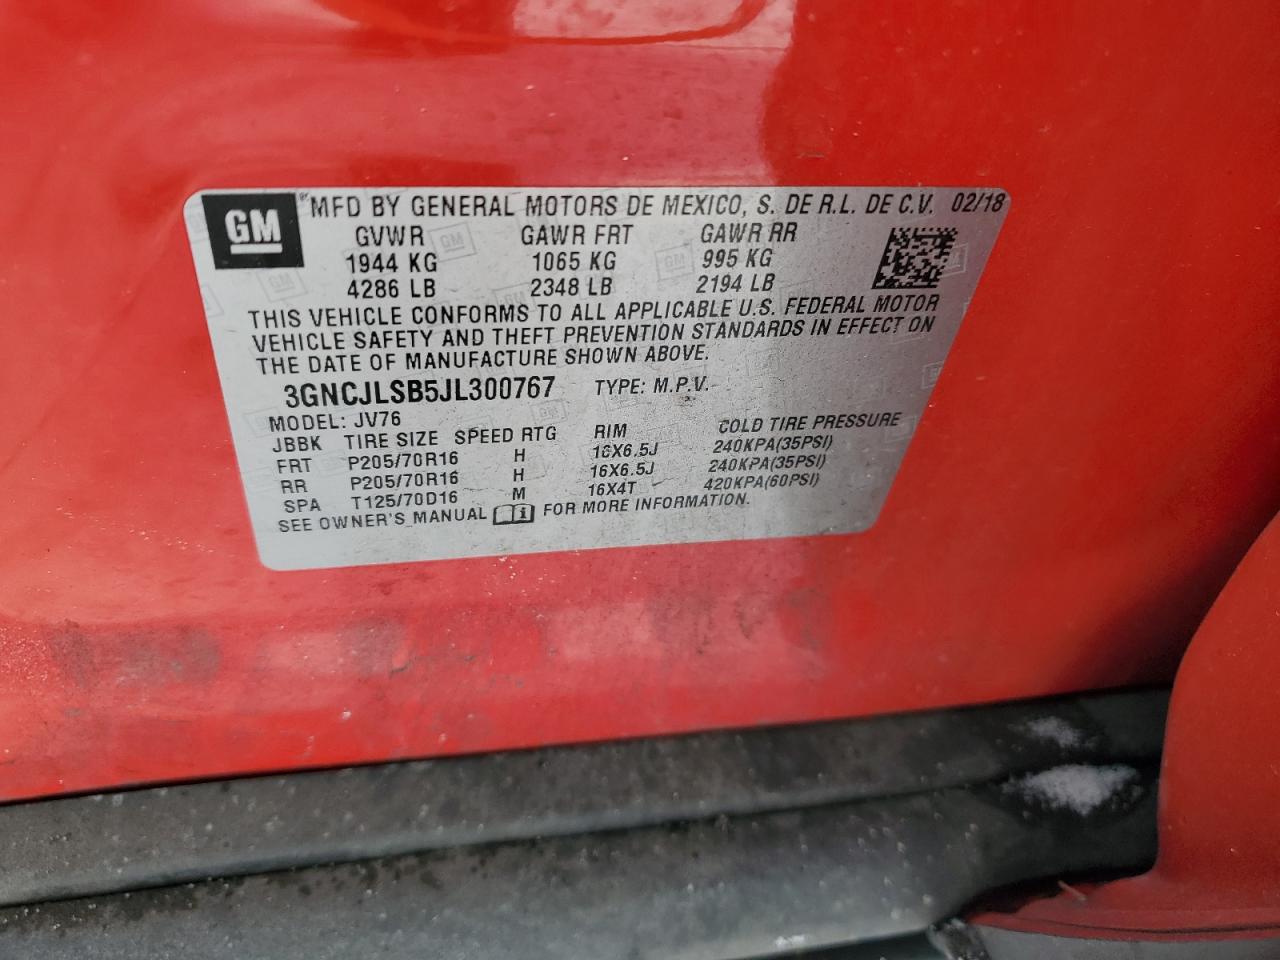 GM MFD BY GENERAL MOTORS DE MEXICO, S. DE R.L. DE C.V. 02/18
GVWR GAWR FRT GAWR RR
1944 KG 1065 KG 995 KG
4286 LB 2348 LB 2194 LB
THIS VEHICLE CONFORMS TO ALL APPLICABLE U.S. FEDERAL MOTOR
VEHICLE SAFETY AND THEFT PREVENTION STANDARDS IN EFFECT ON
THE DATE OF MANUFACTURE SHOWN ABOVE.
3GNCJLSB5JL300767 TYPE: M.P.V.
MODEL: JV76
JBBK TIRE SIZE SPEED RTG RIM COLD TIRE PRESSURE
FRT P205/70R16 H 16X6.5J 240KPA(35PSI)
RR P205/70R16 H 16X6.5J 240KPA(35PSI)
SPA T125/70D16 M 16X4T 420KPA(60PSI)
SEE OWNER'S MANUAL FOR MORE INFORMATION.